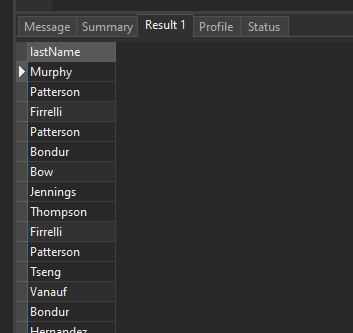 Message Summary Result 1 Profile Status
lastName
Murphy
Patterson
Firrelli
Patterson
Bondur
Bow
Jennings
Thompson
Firrelli
Patterson
Tseng
Vanauf
Bondur
Hernandez